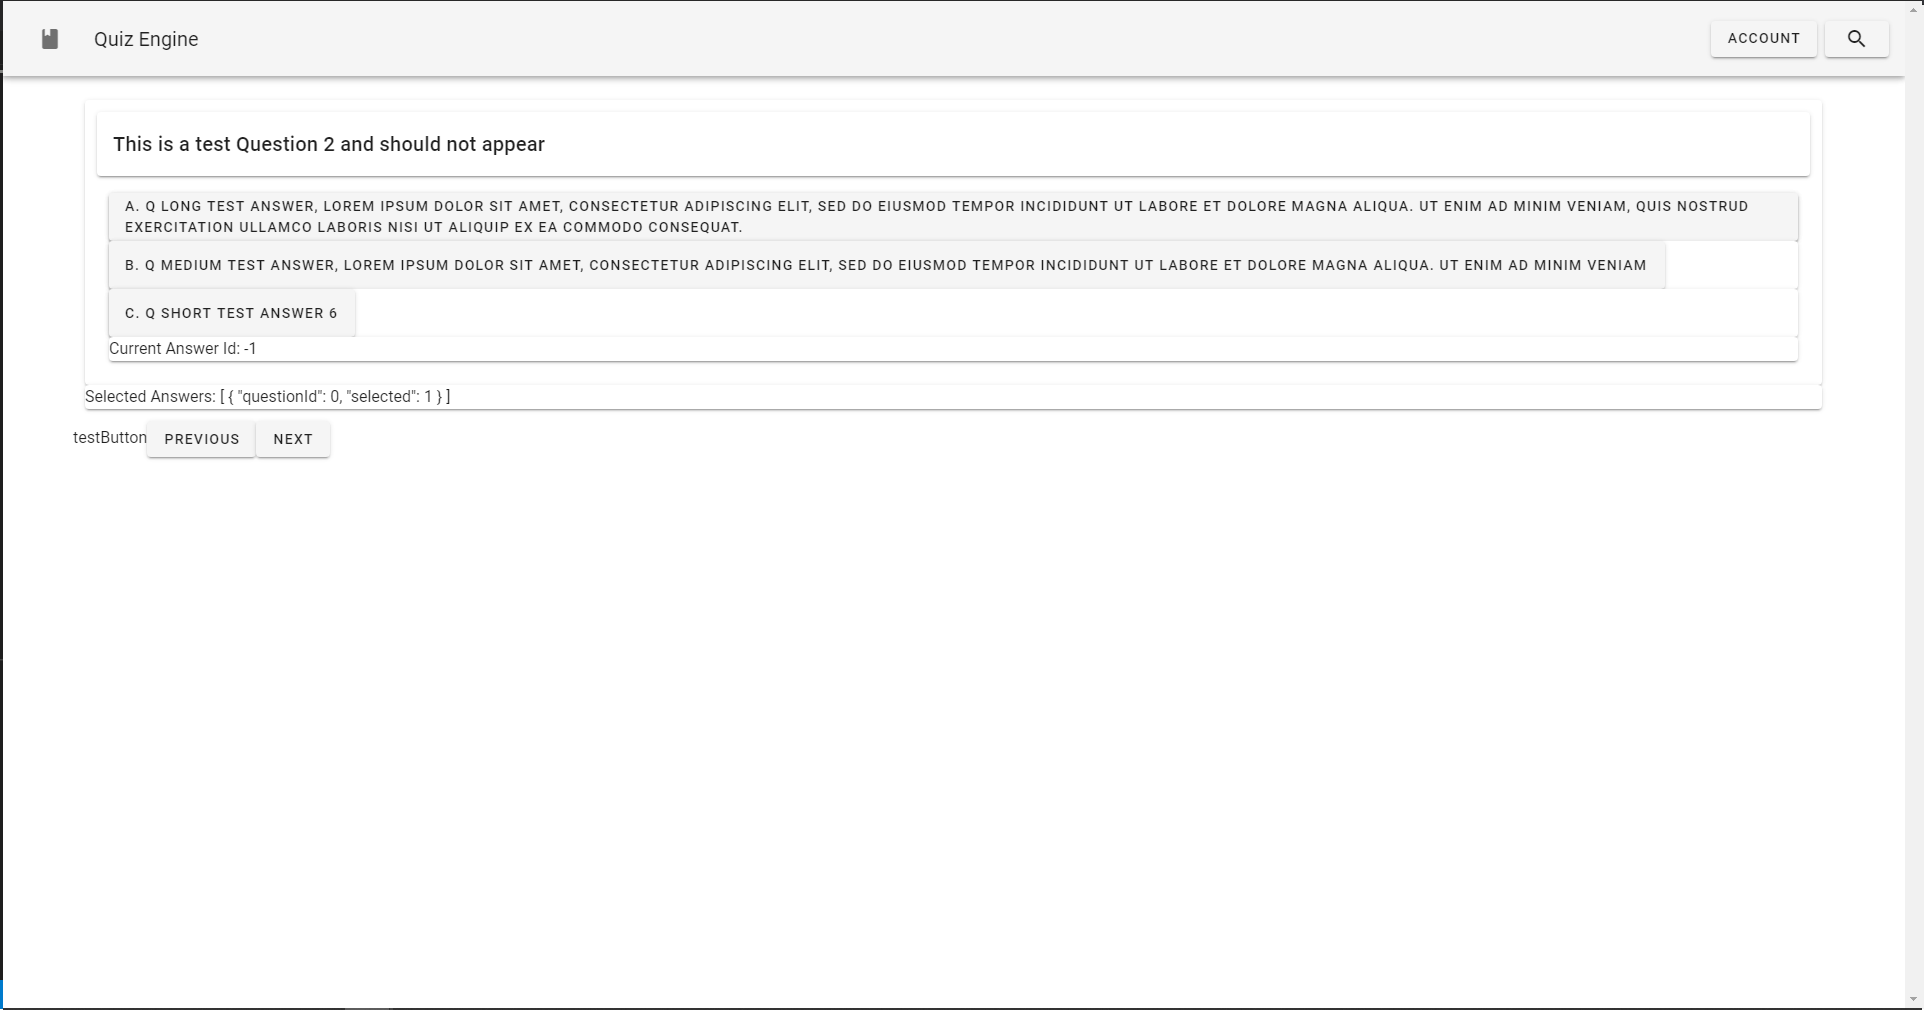 Quiz Engine
ACCOUNT
This is a test Question 2 and should not appear
A. Q LONG TEST ANSWER, LOREM IPSUM DOLOR SIT AMET, CONSECTETUR ADIPISCING ELIT, SED DO EIUSMOD TEMPOR INCIDIDUNT UT LABORE ET DOLORE MAGNA ALIQUA. UT ENIM AD MINIM VENIAM, QUIS NOSTRUD
EXERCITATION ULLAMCO LABORIS NISI UT ALIQUIP EX EA COMMODO CONSEQUAT.
B. Q MEDIUM TEST ANSWER, LOREM IPSUM DOLOR SIT AMET, CONSECTETUR ADIPISCING ELIT, SED DO EIUSMOD TEMPOR INCIDIDUNT UT LABORE ET DOLORE MAGNA ALIQUA. UT ENIM AD MINIM VENIAM
C. Q SHORT TEST ANSWER 6
Current Answer Id: -1
Selected Answers: [ { "questionId": 0, "selected": 1 } ]
testButton PREVIOUS NEXT